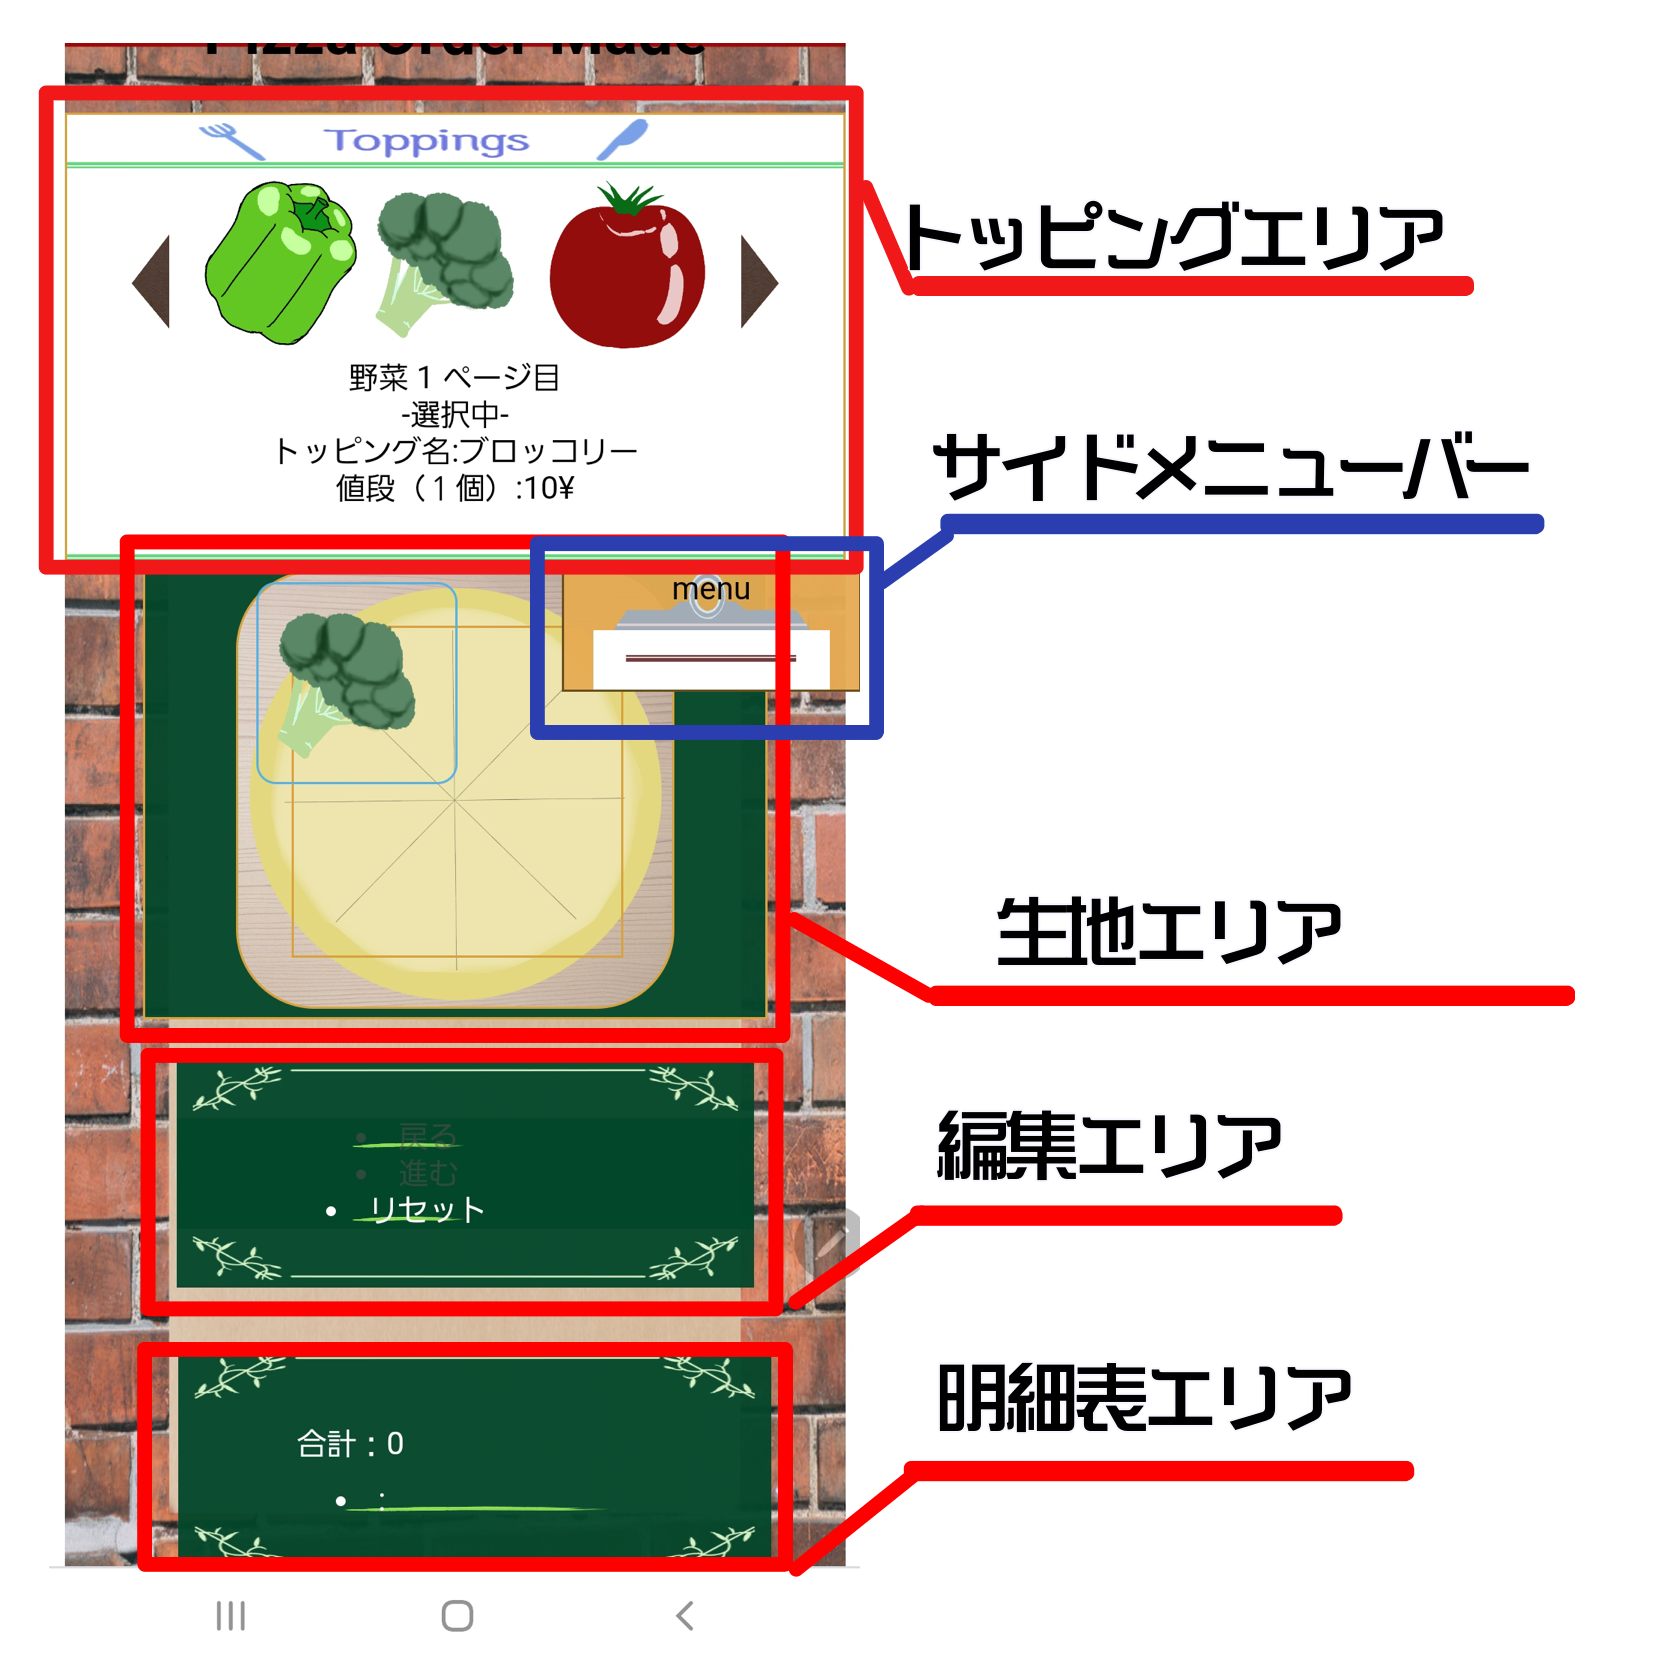 Pizza Order Made
Toppings
野菜１ページ目
-選択中-
トッピング名:ブロッコリー
値段（１個）:10¥
menu
• 戻る
• 進む
• リセット
合計：0
• ：
トッピングエリア
サイドメニューバー
生地エリア
編集エリア
明細表エリア